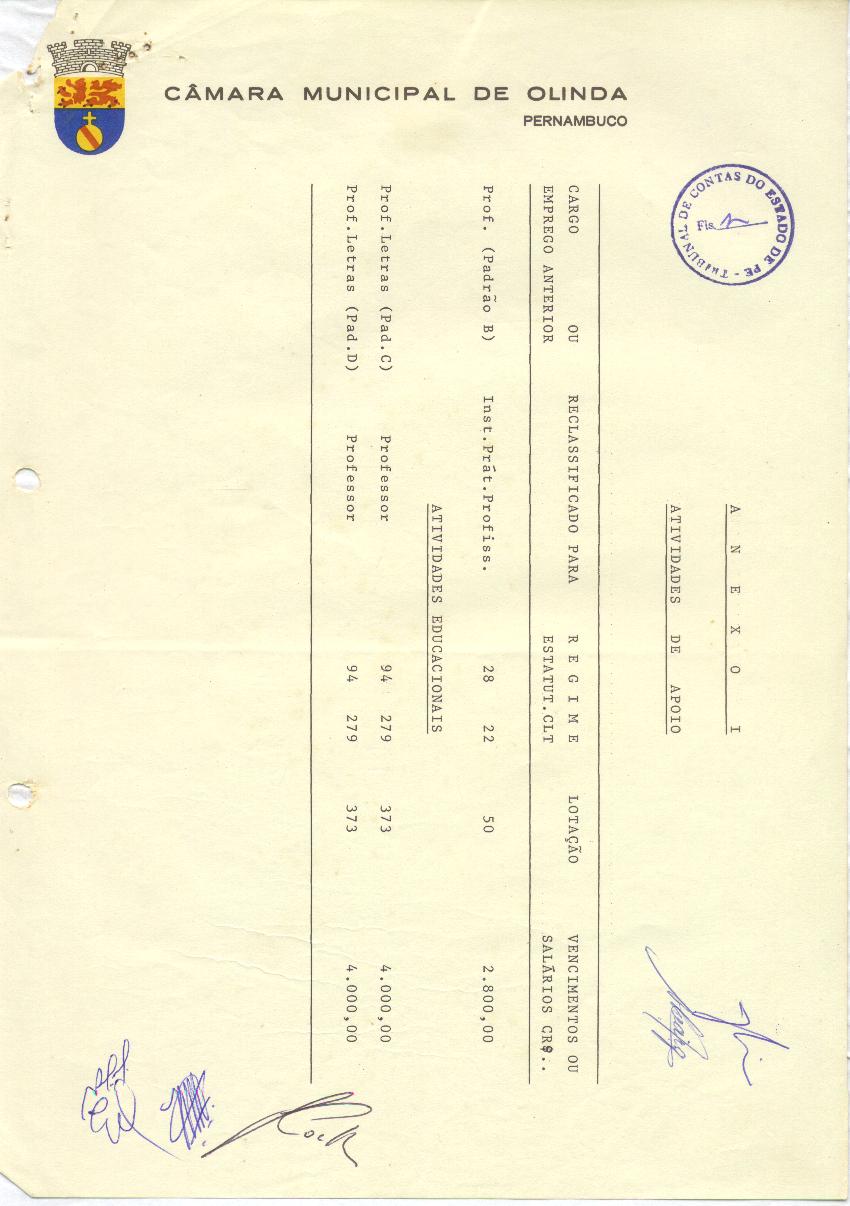 CÂMARA MUNICIPAL DE OLINDA
PERNAMBUCO
TRIBUNAL DE CONTAS DO ESTADO DE PE -
Fls.
A N E X O I
ATIVIDADES DE APOIO
CARGO OU RECLASSIFICADO PARA R E G I M E LOTAÇÃO VENCIMENTOS OU
EMPREGO ANTERIOR ESTATUT.CLT SALÁRIOS CR$..
Prof. (Padrão B) Inst.Prát.Profiss. 28 22 50 2.800,00
ATIVIDADES EDUCACIONAIS
Prof.Letras (Pad.C) Professor 94 279 373 4.000,00
Prof.Letras (Pad.D) Professor 94 279 373 4.000,00